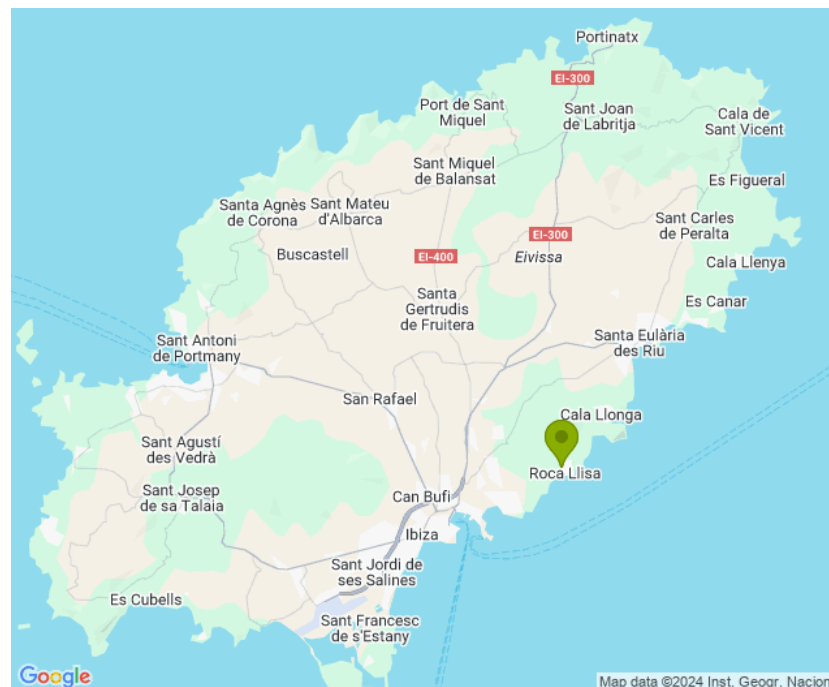 Portinatx
EI-300
Port de Sant
Miquel
Sant Joan
de Labritja
Cala de
Sant Vicent
Sant Miquel
de Balansat
Es Figueral
Santa Agnès
de Corona
Sant Mateu
d'Albarca
Sant Carles
de Peralta
EI-300
Buscastell
EI-400
Eivissa
Cala Llenya
Santa
Gertrudis
de Fruitera
Es Canar
Sant Antoni
de Portmany
Santa Eulària
des Riu
San Rafael
Cala Llonga
Sant Agustí
des Vedrà
Roca Llisa
Sant Josep
de sa Talaia
Can Bufi
Ibiza
Sant Jordi de
ses Salines
Es Cubells
Sant Francesc
de s'Estany
Google
Map data ©2024 Inst. Geogr. Nacion